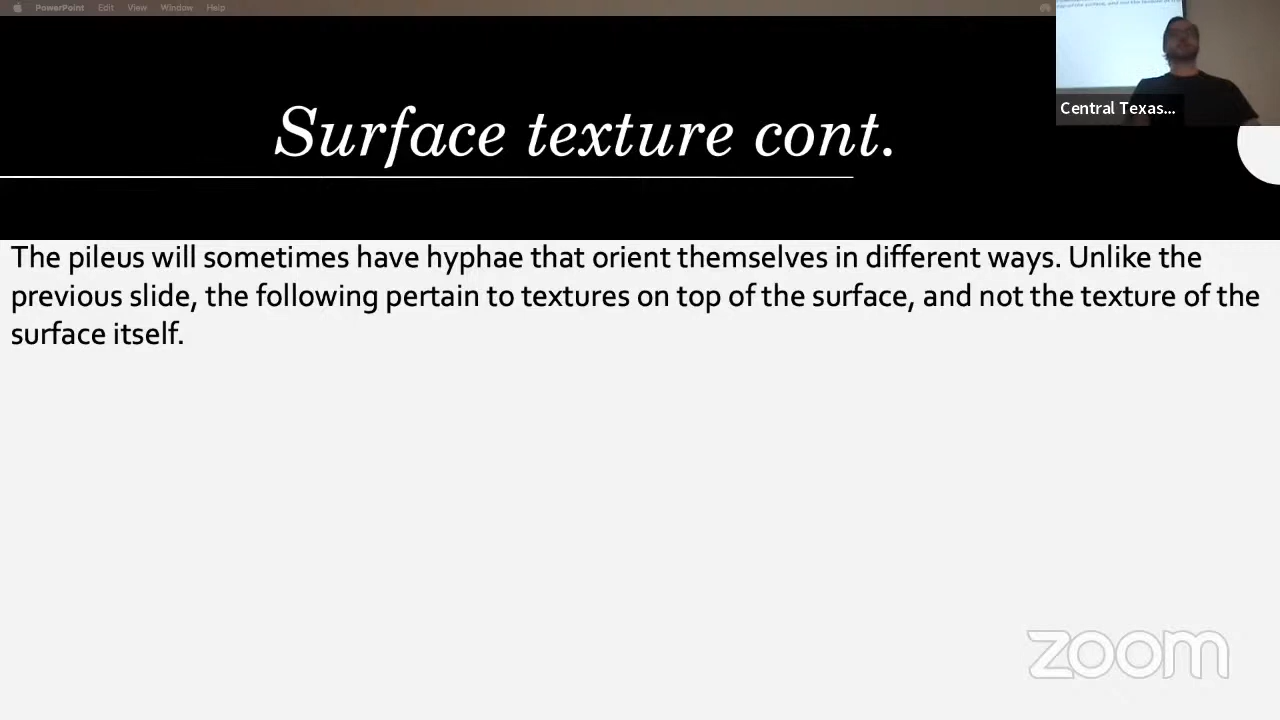 PowerPoint Edit View Window Help
Central Texas...
Surface texture cont.
The pileus will sometimes have hyphae that orient themselves in different ways. Unlike the
previous slide, the following pertain to textures on top of the surface, and not the texture of the
surface itself.
zoom